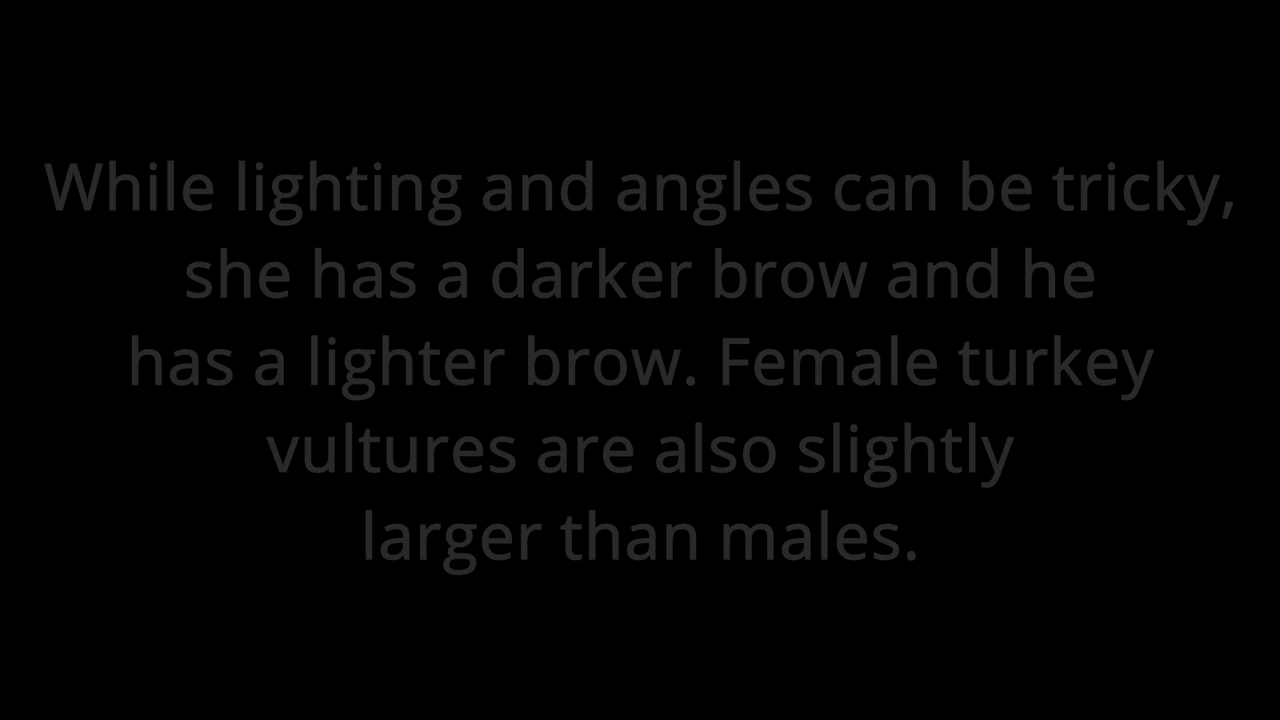 While lighting and angles can be tricky,
she has a darker brow and he
has a lighter brow. Female turkey
vultures are also slightly
larger than males.